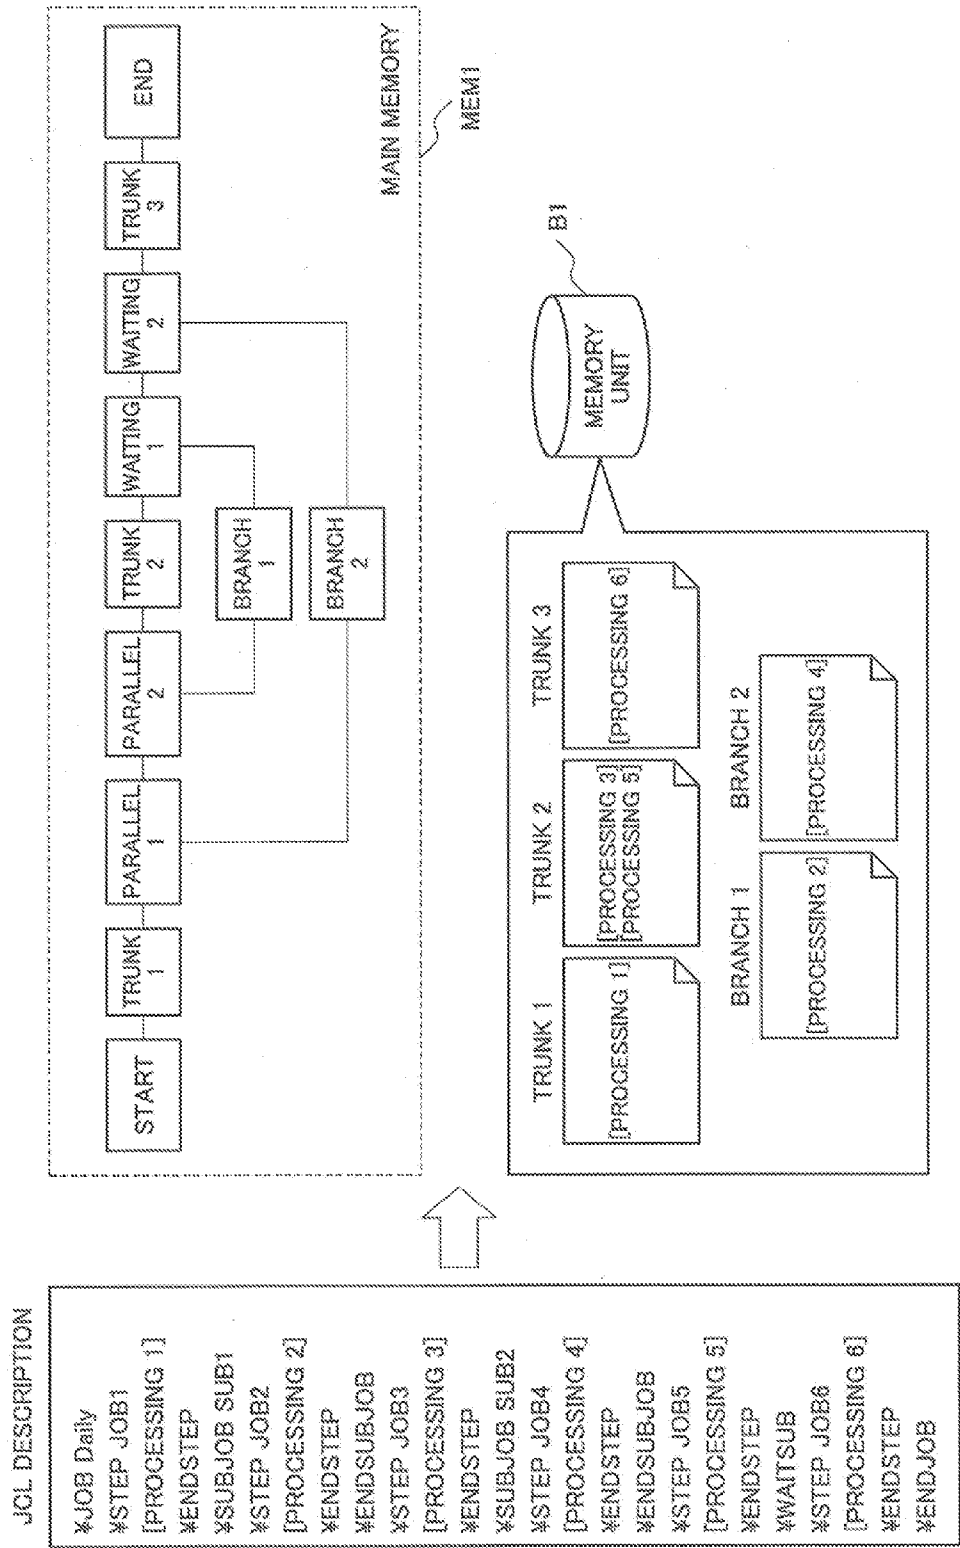 JCL DESCRIPTION
¥JOB Daily
¥STEP JOB1
[PROCESSING 1]
¥ENDSTEP
¥SUBJOB SUB1
¥STEP JOB2
[PROCESSING 2]
¥ENDSTEP
¥ENDSUBJOB
¥STEP JOB3
[PROCESSING 3]
¥ENDSTEP
¥SUBJOB SUB2
¥STEP JOB4
[PROCESSING 4]
¥ENDSTEP
¥ENDSUBJOB
¥STEP JOB5
[PROCESSING 5]
¥ENDSTEP
¥WAITSUB
¥STEP JOB6
[PROCESSING 6]
¥ENDSTEP
¥ENDJOB
START
TRUNK
1
PARALLEL
1
PARALLEL
2
TRUNK
2
WAITING
1
WAITING
2
TRUNK
3
END
BRANCH
1
BRANCH
2
MAIN MEMORY
MEM1
TRUNK 1
[PROCESSING 1]
TRUNK 2
[PROCESSING 3]
[PROCESSING 5]
TRUNK 3
[PROCESSING 6]
BRANCH 1
[PROCESSING 2]
BRANCH 2
[PROCESSING 4]
MEMORY
UNIT
B1